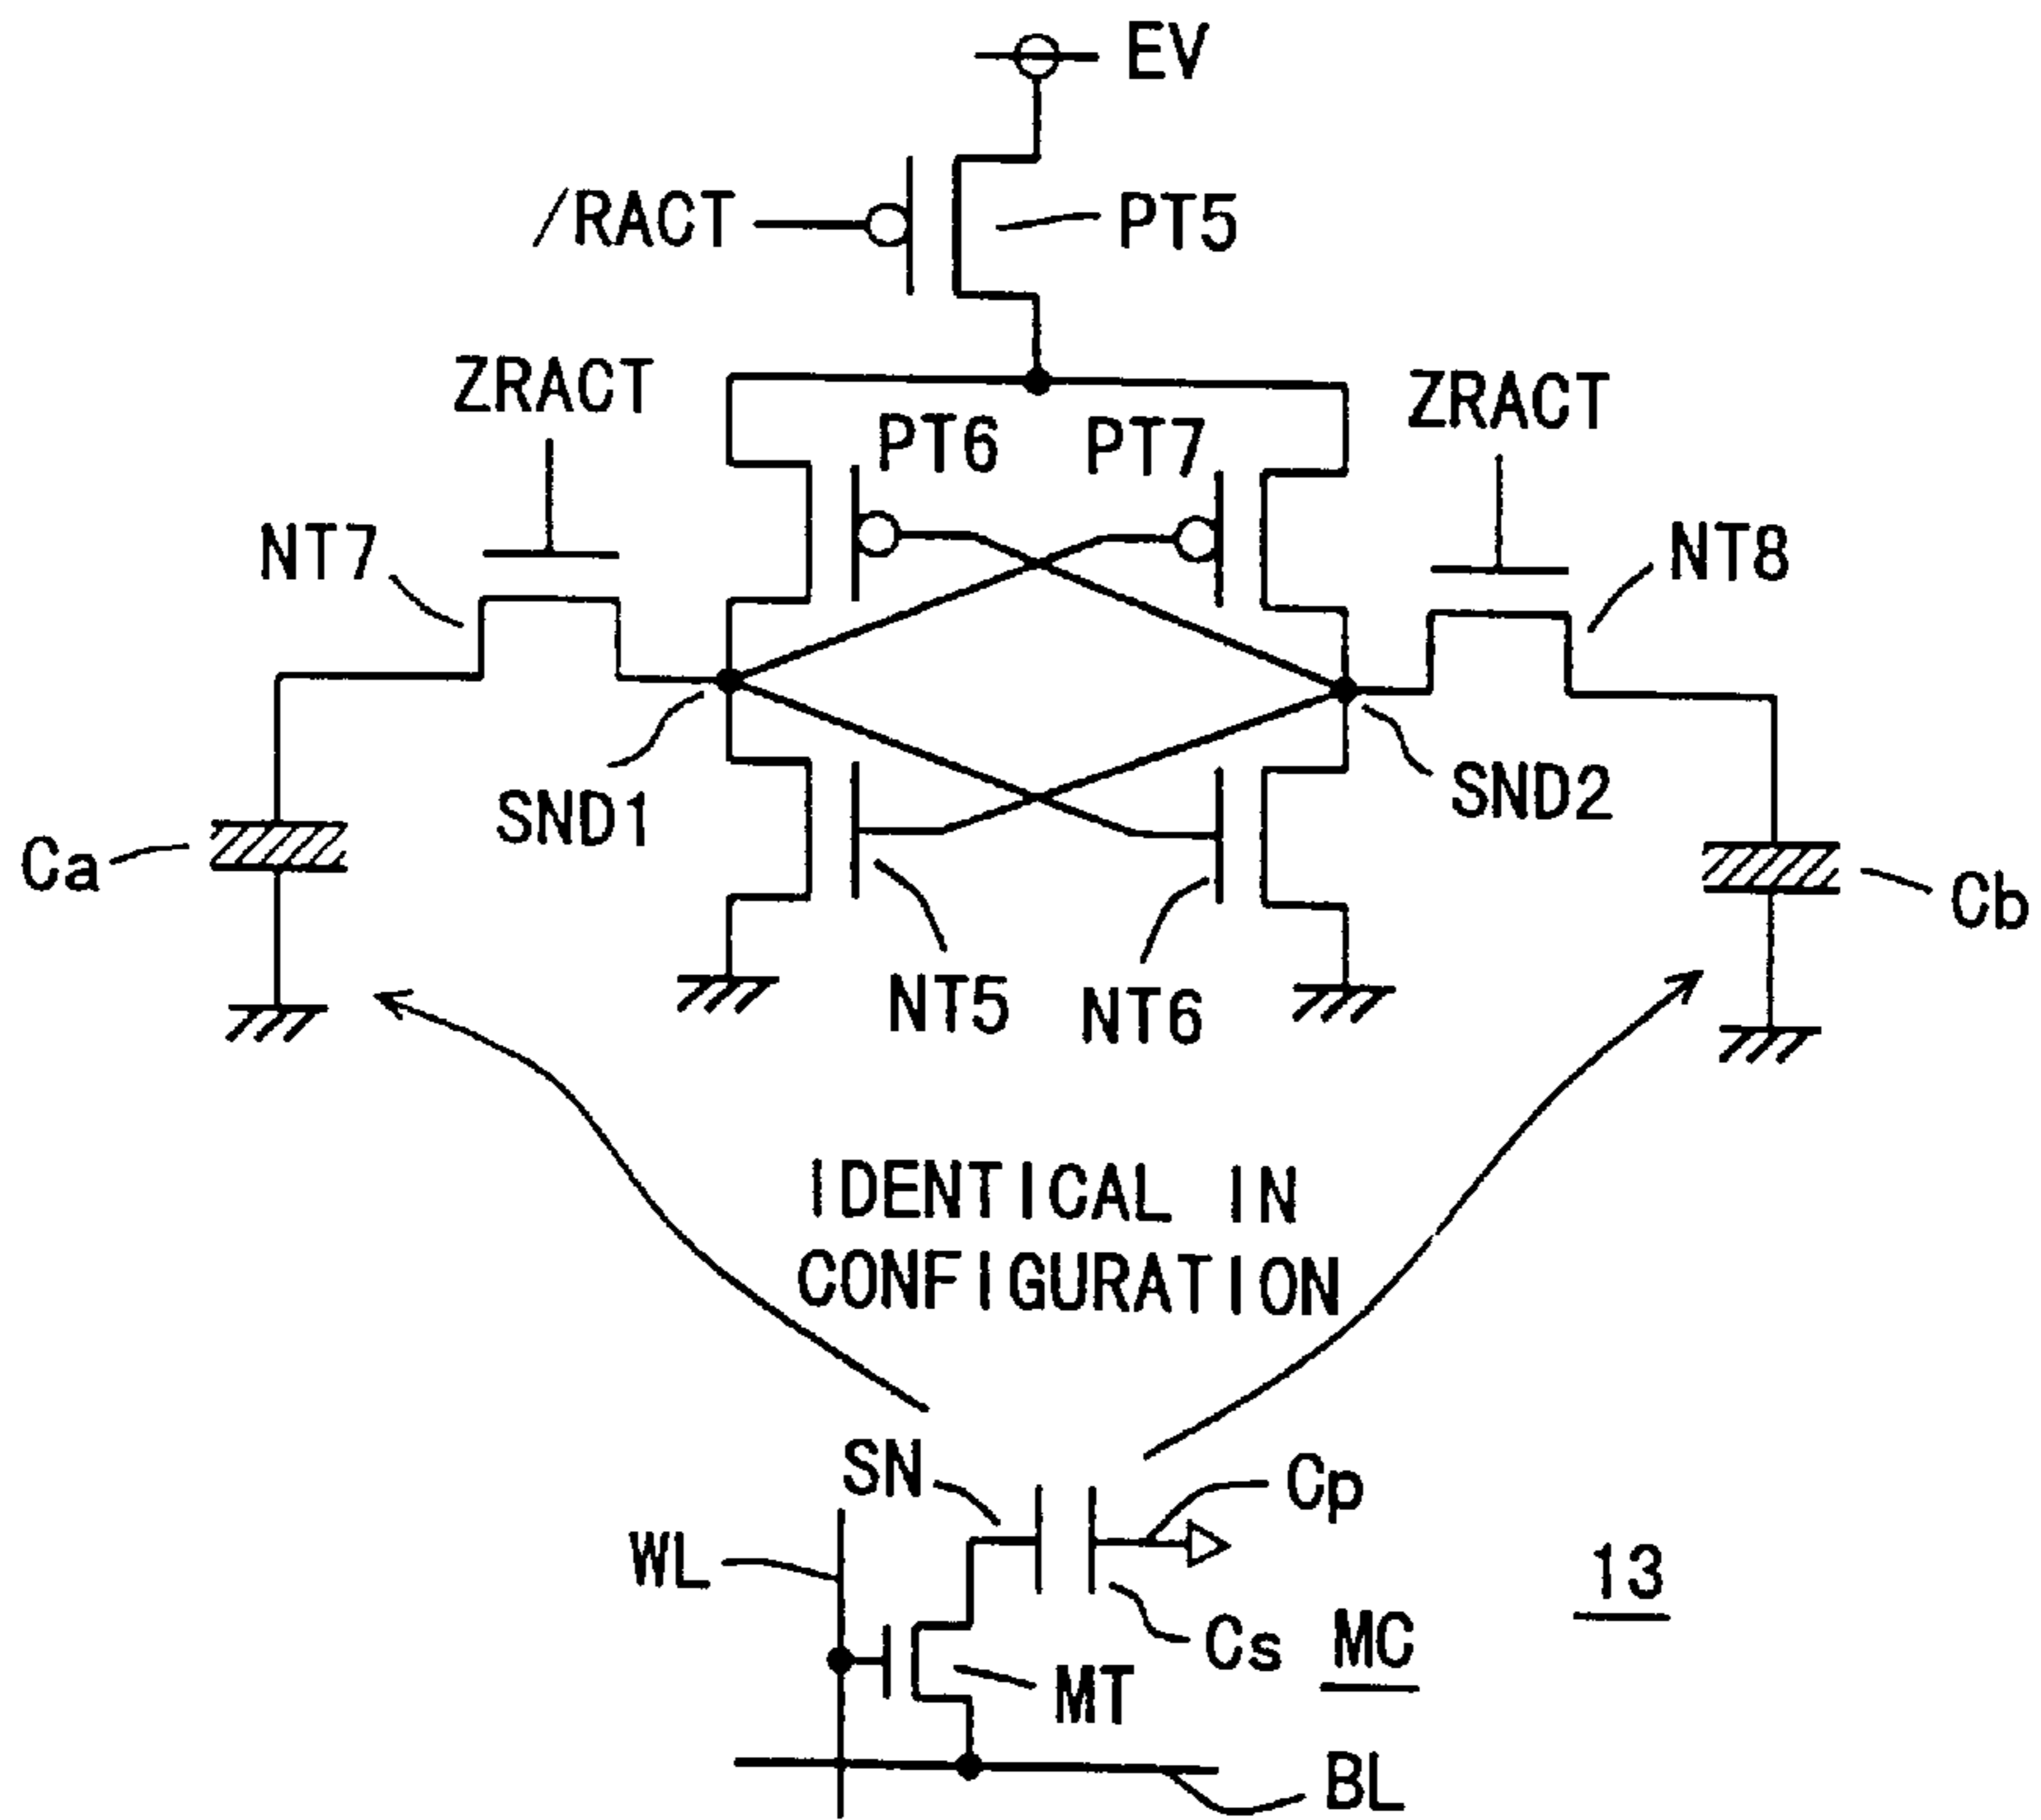 EV
/RACT
PT5
ZRACT
ZRACT
PT6
PT7
NT7
NT8
SND1
SND2
Ca
Cb
NT5
NT6
IDENTICAL IN
CONFIGURATION
SN
Cp
WL
13
Cs
MC
MT
BL